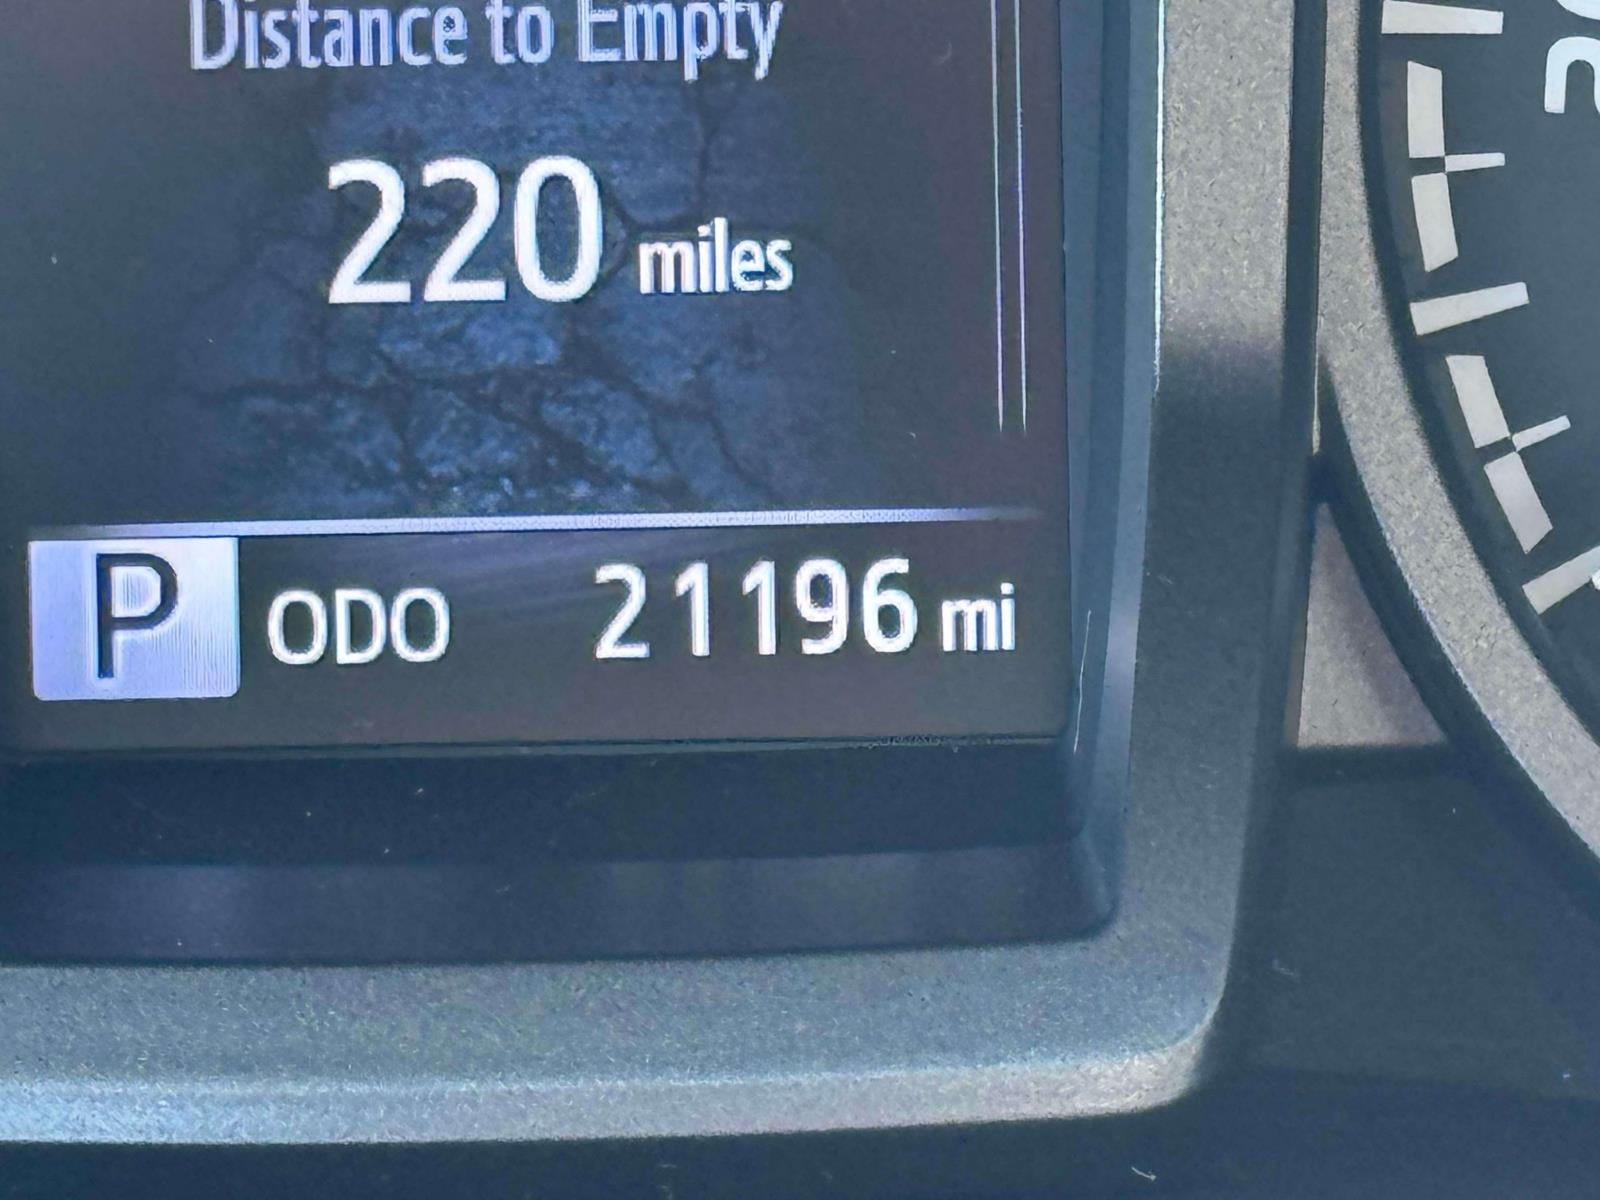 Distance to Empty
220 miles
P ODO 21196 mi